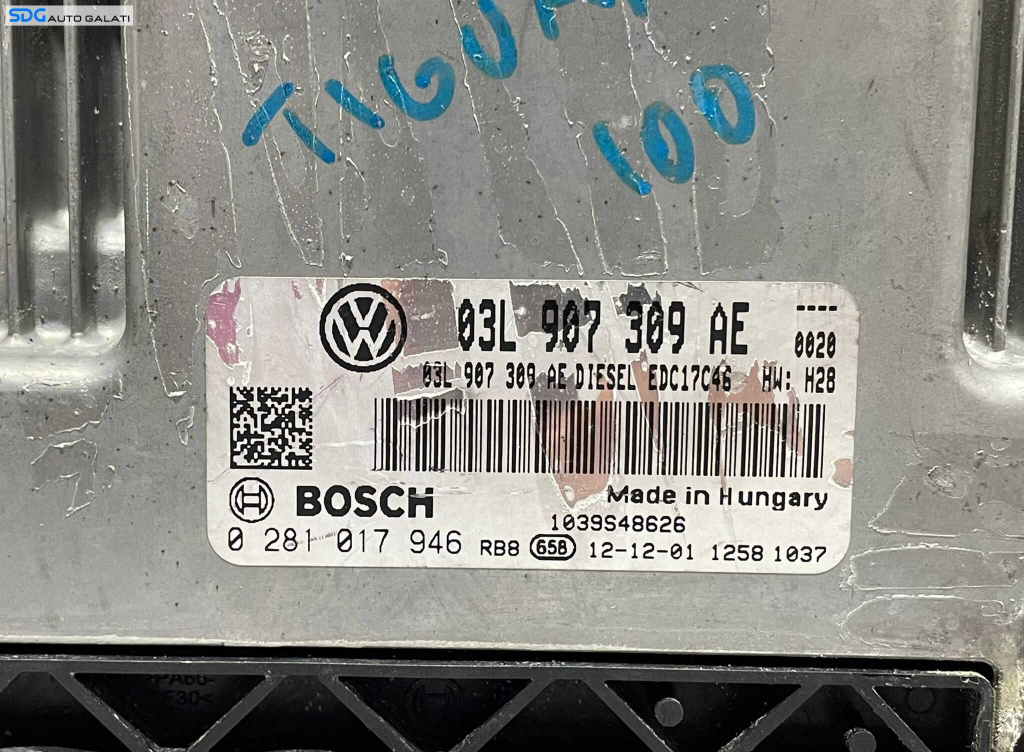 SDG AUTO GALATI
TIGUAN
100
03L 907 309 AE
----
0020
03L 907 309 AE DIESEL EDC17C46 HW: H28
BOSCH
Made in Hungary
1039S48626
0 281 017 946 RB8 658 12-12-01 1258 1037